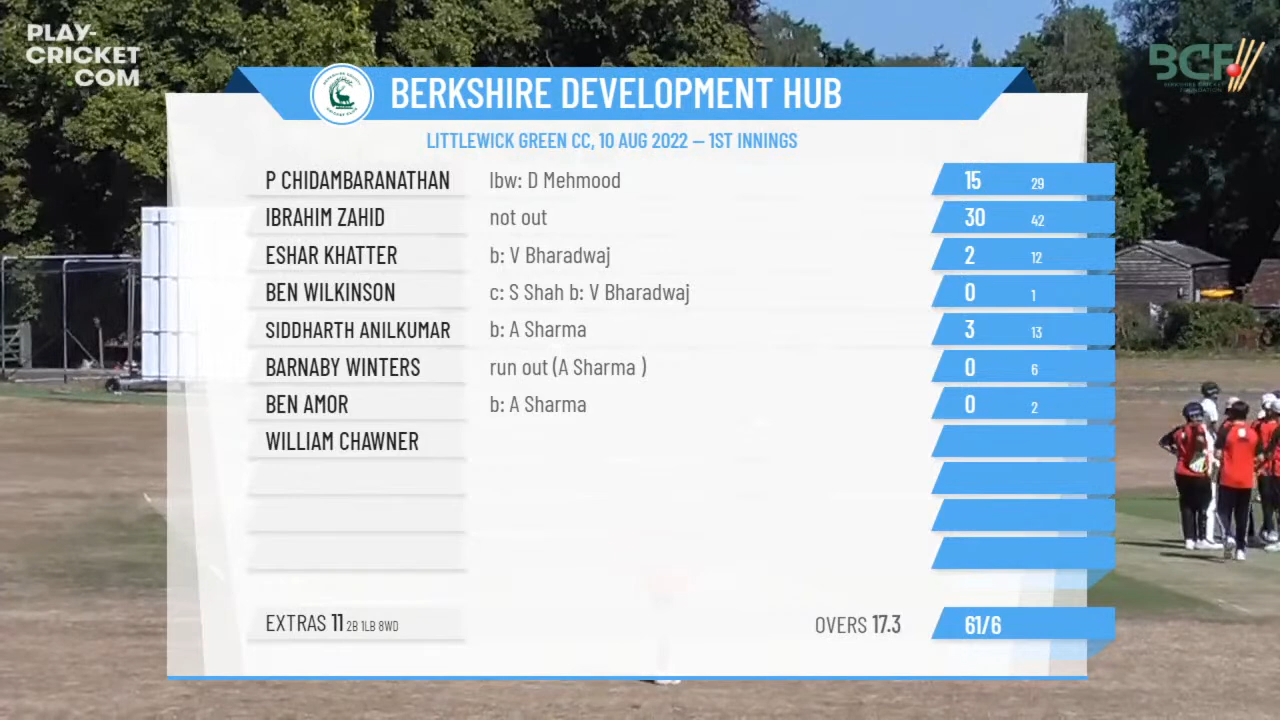 PLAY-
CRICKET
COM
BCF
BERKSHIRE DEVELOPMENT HUB
LITTLEWICK GREEN CC, 10 AUG 2022 – 1ST INNINGS
P CHIDAMBARANATHAN lbw: D Mehmood 15 29
IBRAHIM ZAHID not out 30 42
ESHAR KHATTER b: V Bharadwaj 2 12
BEN WILKINSON c: S Shah b: V Bharadwaj 0 1
SIDDHARTH ANILKUMAR b: A Sharma 3 13
BARNABY WINTERS run out (A Sharma ) 0 6
BEN AMOR b: A Sharma 0 2
WILLIAM CHAWNER
EXTRAS 11 2B 1LB 8WD OVERS 17.3 61/6